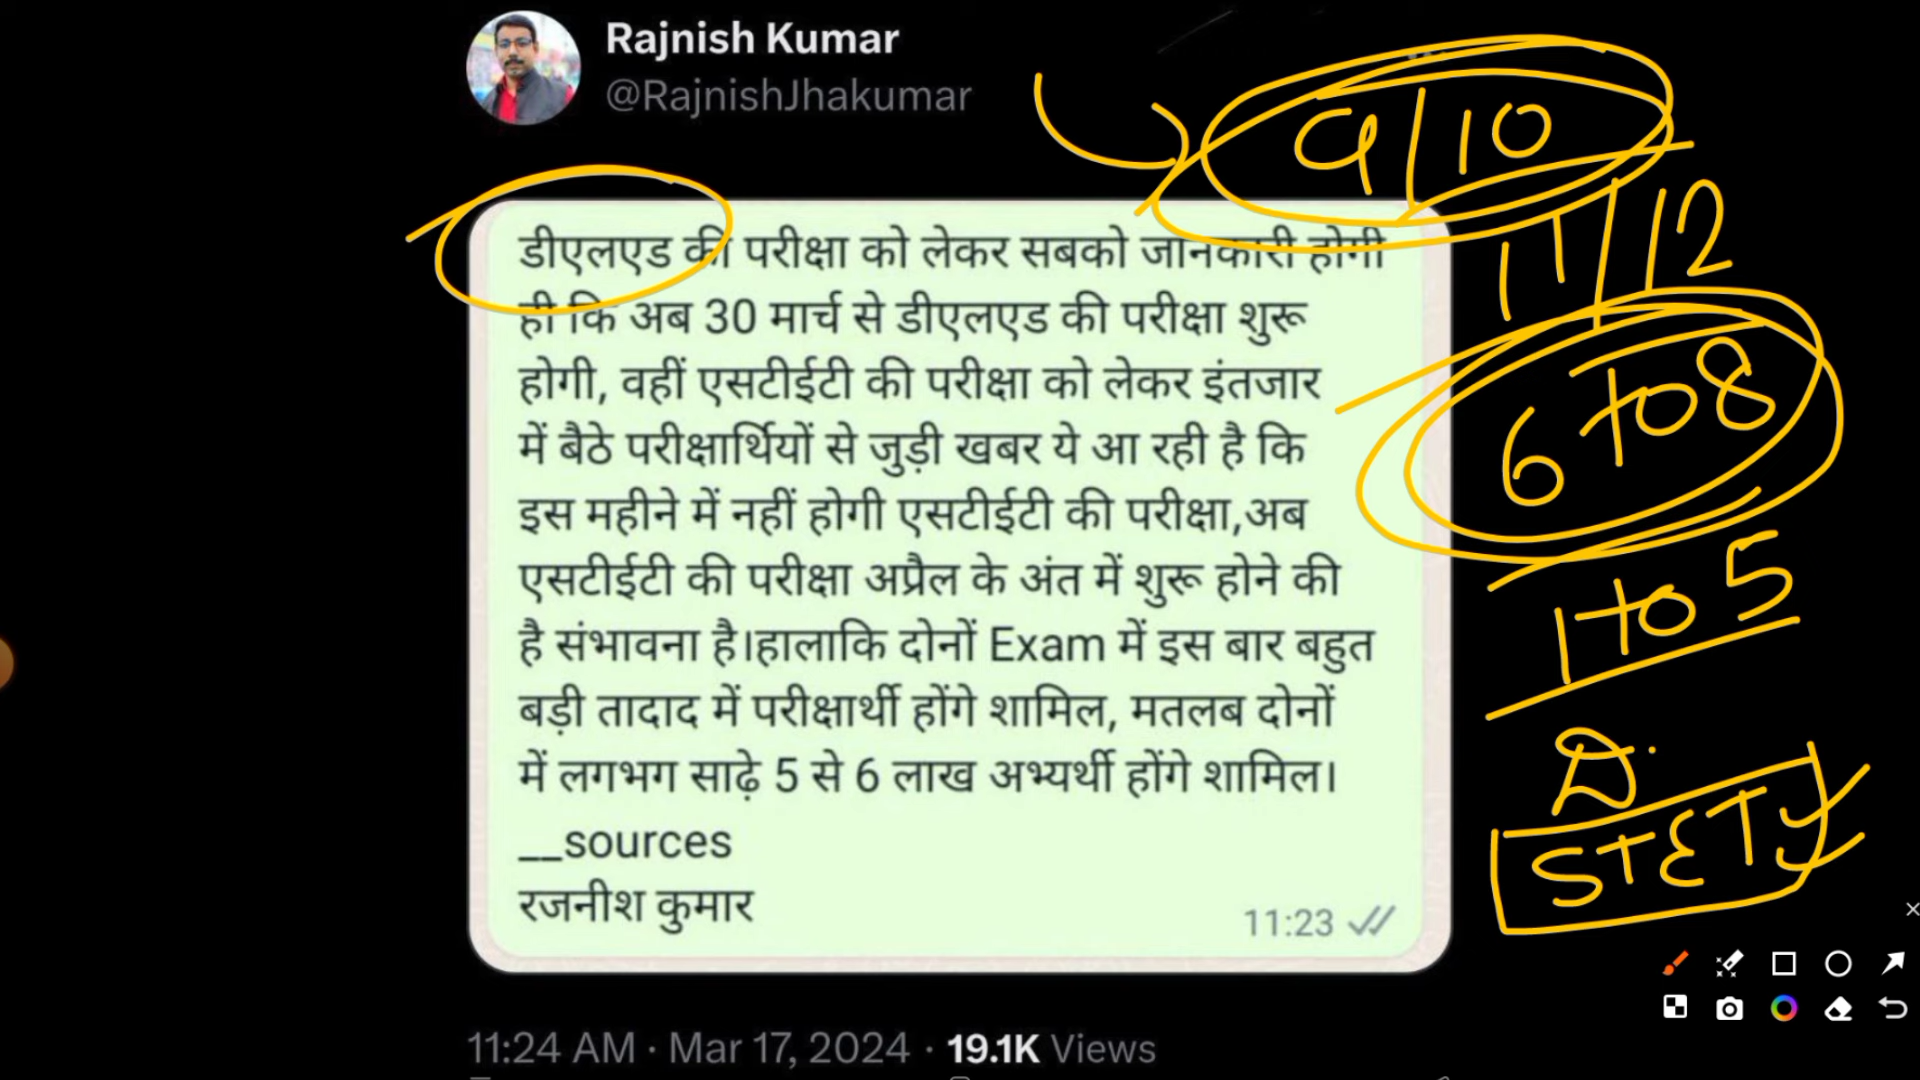 Rajnish Kumar
@RajnishJhakumar
9/10
11/12
6 to 8
1 to 5
D.
STET
डीएलएड की परीक्षा को लेकर सबको जानकारी होगी
ही कि अब 30 मार्च से डीएलएड की परीक्षा शुरू
होगी, वहीं एसटीईटी की परीक्षा को लेकर इंतजार
में बैठे परीक्षार्थियों से जुड़ी खबर ये आ रही है कि
इस महीने में नहीं होगी एसटीईटी की परीक्षा,अब
एसटीईटी की परीक्षा अप्रैल के अंत में शुरू होने की
है संभावना है।हालाकि दोनों Exam में इस बार बहुत
बड़ी तादाद में परीक्षार्थी होंगे शामिल, मतलब दोनों
में लगभग साढ़े 5 से 6 लाख अभ्यर्थी होंगे शामिल।
__sources
रजनीश कुमार
11:23
11:24 AM · Mar 17, 2024 · 19.1K Views